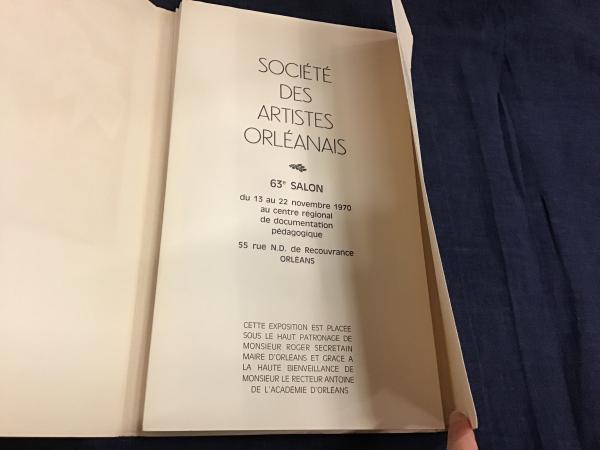 SOCIÉTÉ
DES
ARTISTES
ORLÉANAIS
63e SALON
du 13 au 22 novembre 1970
au centre régional
de documentation
pédagogique
55 rue N.D. de Recouvrance
ORLEANS
CETTE EXPOSITION EST PLACEE
SOUS LE HAUT PATRONAGE DE
MONSIEUR ROGER SECRETAIN
MAIRE D'ORLEANS ET GRACE A
LA HAUTE BIENVEILLANCE DE
MONSIEUR LE RECTEUR ANTOINE
DE L'ACADÉMIE D'ORLEANS